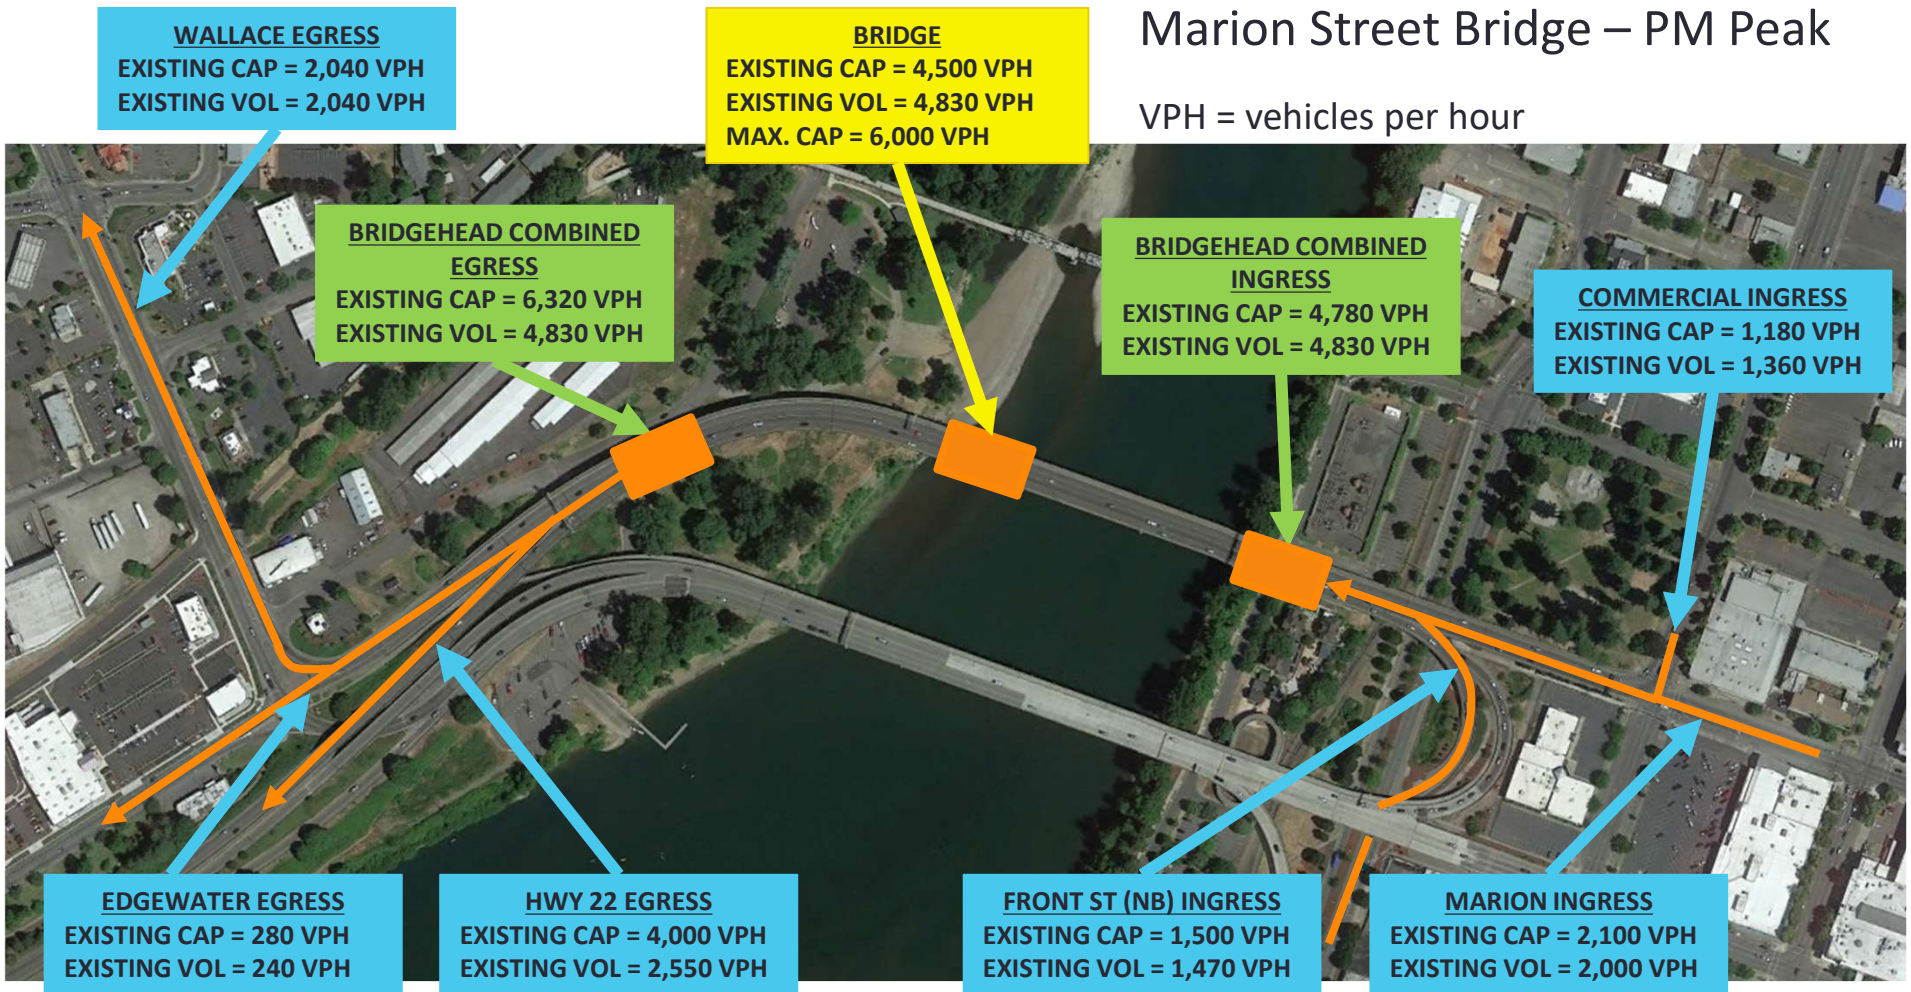 Marion Street Bridge – PM Peak
VPH = vehicles per hour
WALLACE EGRESS
EXISTING CAP = 2,040 VPH
EXISTING VOL = 2,040 VPH
BRIDGE
EXISTING CAP = 4,500 VPH
EXISTING VOL = 4,830 VPH
MAX. CAP = 6,000 VPH
BRIDGEHEAD COMBINED
EGRESS
EXISTING CAP = 6,320 VPH
EXISTING VOL = 4,830 VPH
BRIDGEHEAD COMBINED
INGRESS
EXISTING CAP = 4,780 VPH
EXISTING VOL = 4,830 VPH
COMMERCIAL INGRESS
EXISTING CAP = 1,180 VPH
EXISTING VOL = 1,360 VPH
EDGEWATER EGRESS
EXISTING CAP = 280 VPH
EXISTING VOL = 240 VPH
HWY 22 EGRESS
EXISTING CAP = 4,000 VPH
EXISTING VOL = 2,550 VPH
FRONT ST (NB) INGRESS
EXISTING CAP = 1,500 VPH
EXISTING VOL = 1,470 VPH
MARION INGRESS
EXISTING CAP = 2,100 VPH
EXISTING VOL = 2,000 VPH